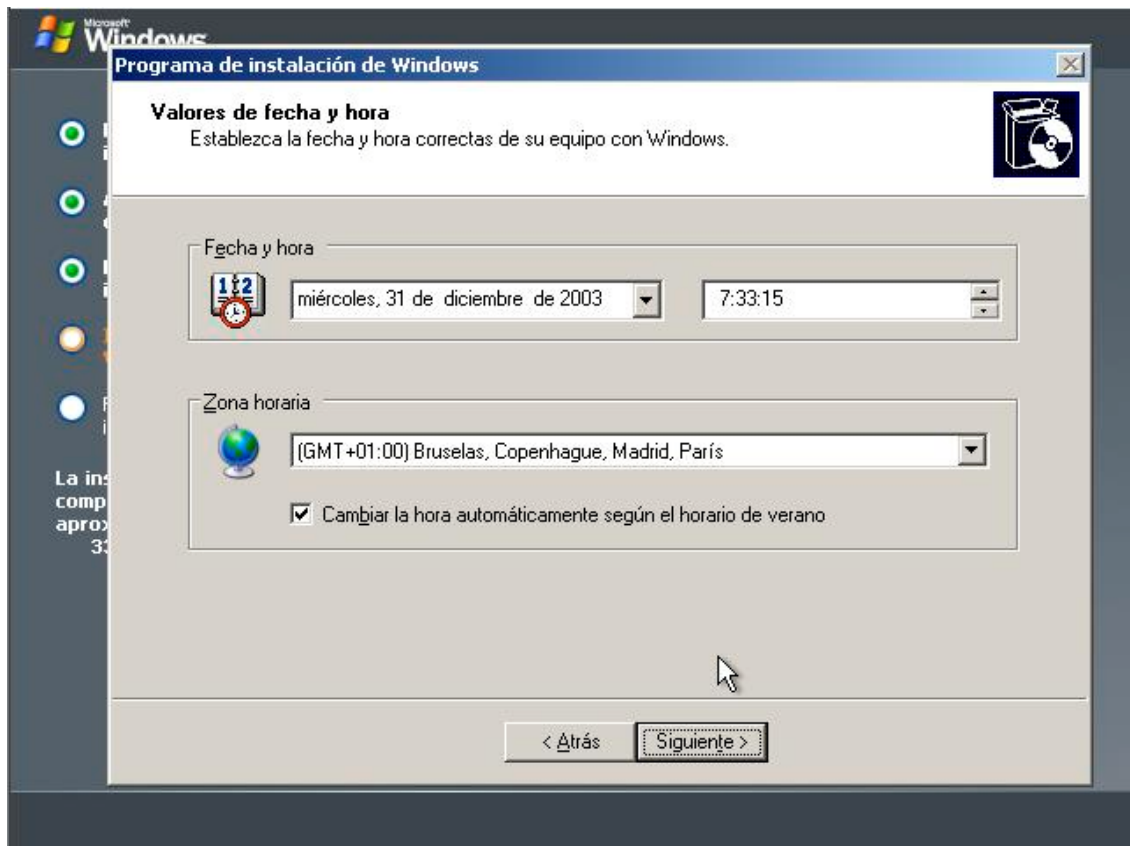 Microsoft
Windows
Programa de instalación de Windows
Valores de fecha y hora
Establezca la fecha y hora correctas de su equipo con Windows.
Fecha y hora
miércoles, 31 de diciembre de 2003
7:33:15
Zona horaria
(GMT+01:00) Bruselas, Copenhague, Madrid, París
Cambiar la hora automáticamente según el horario de verano
La ins
comp
aprox
33
< Atrás
Siguiente >